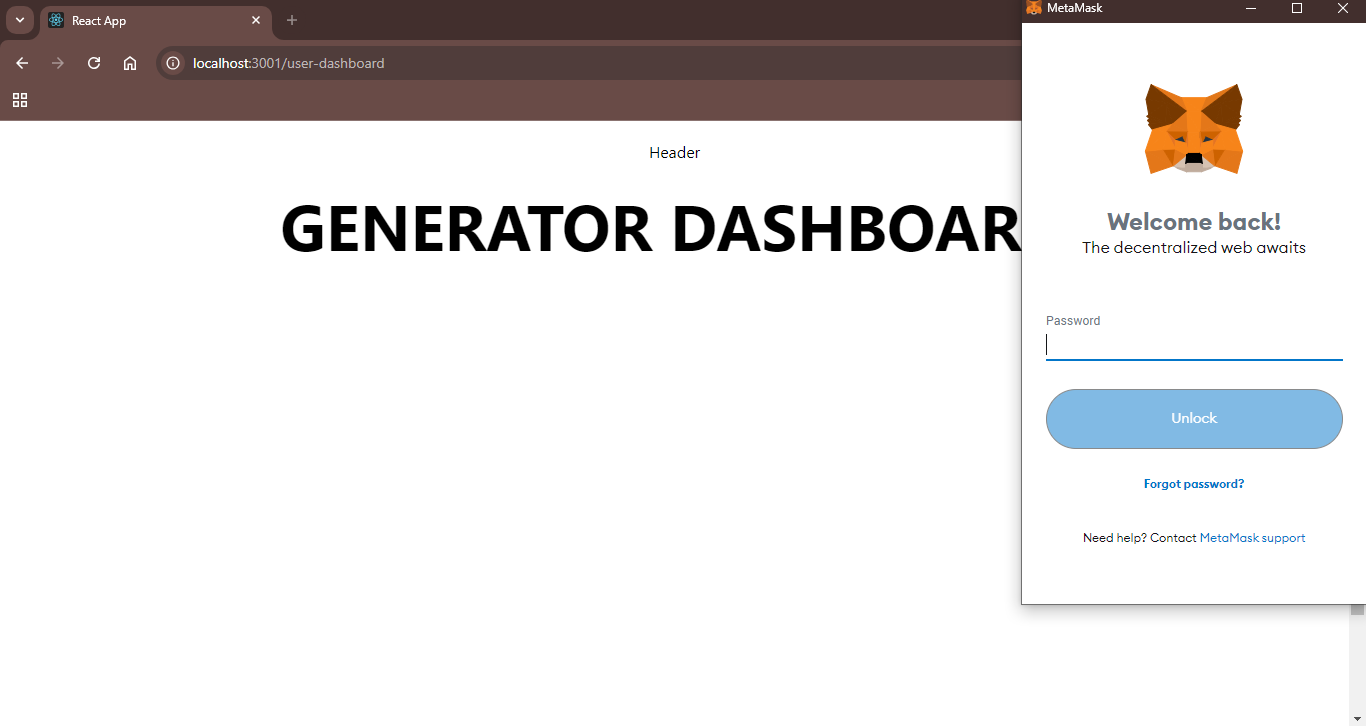 React App
localhost:3001/user-dashboard
Header
GENERATOR DASHBOAR
MetaMask
Welcome back!
The decentralized web awaits
Password
Unlock
Forgot password?
Need help? Contact MetaMask support